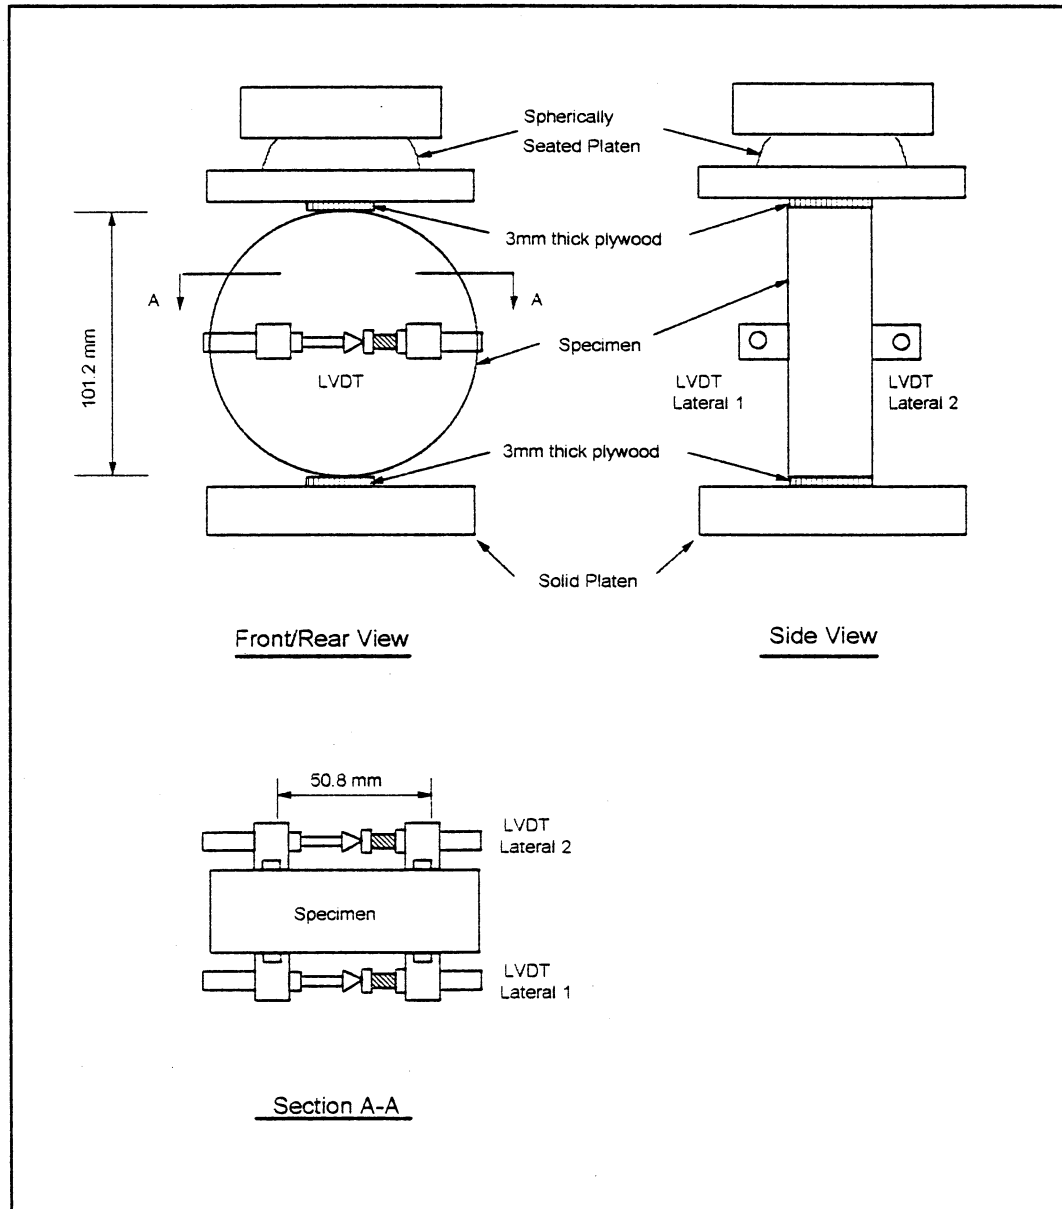 Spherically
Seated Platen
3mm thick plywood
A
A
101.2 mm
Specimen
LVDT
LVDT
Lateral 1
LVDT
Lateral 2
3mm thick plywood
Solid Platen
Front/Rear View
Side View
50.8 mm
LVDT
Lateral 2
Specimen
LVDT
Lateral 1
Section A-A